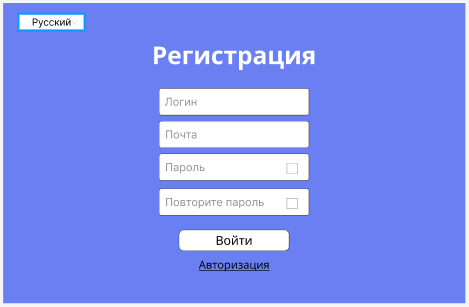 Русский
Регистрация
Логин
Почта
Пароль
Повторите пароль
Войти
Авторизация